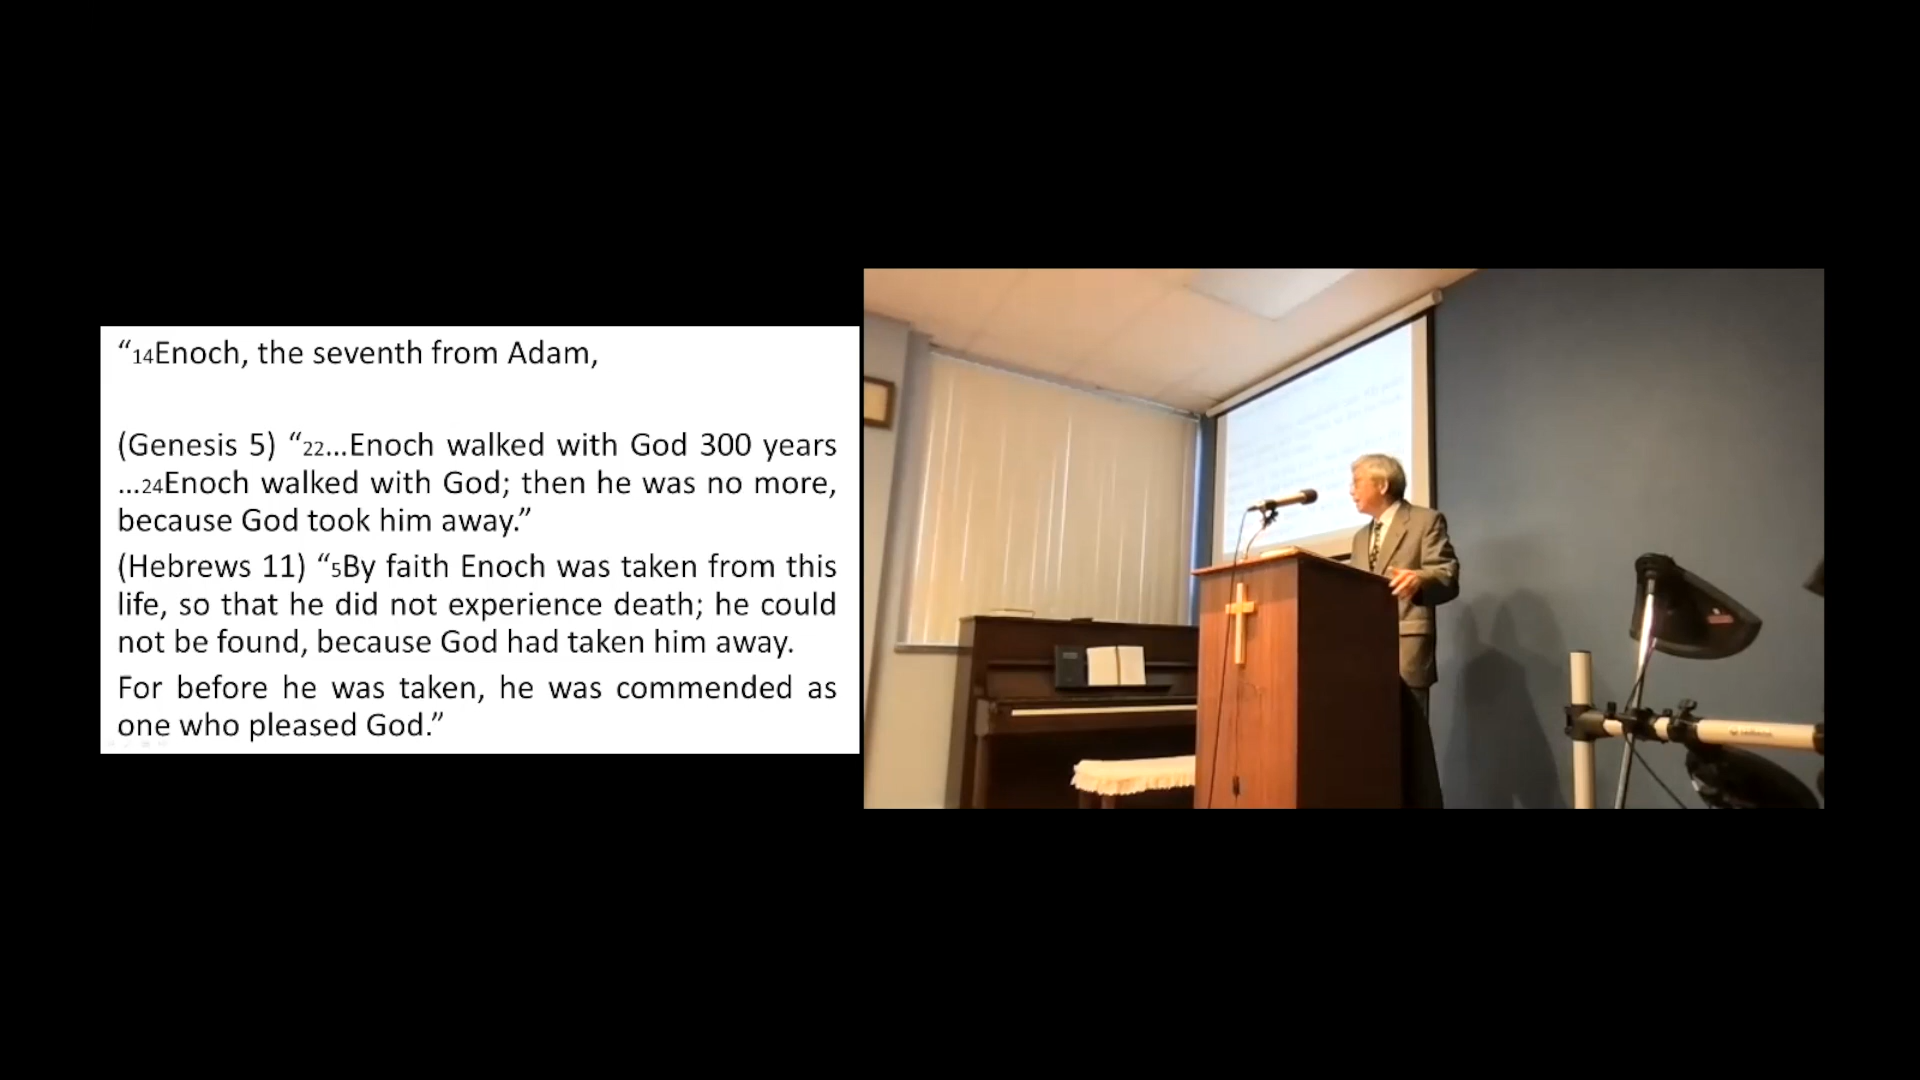 “14Enoch, the seventh from Adam,
(Genesis 5) “22...Enoch walked with God 300 years
...24Enoch walked with God; then he was no more,
because God took him away.”
(Hebrews 11) “5By faith Enoch was taken from this
life, so that he did not experience death; he could
not be found, because God had taken him away.
For before he was taken, he was commended as
one who pleased God.”